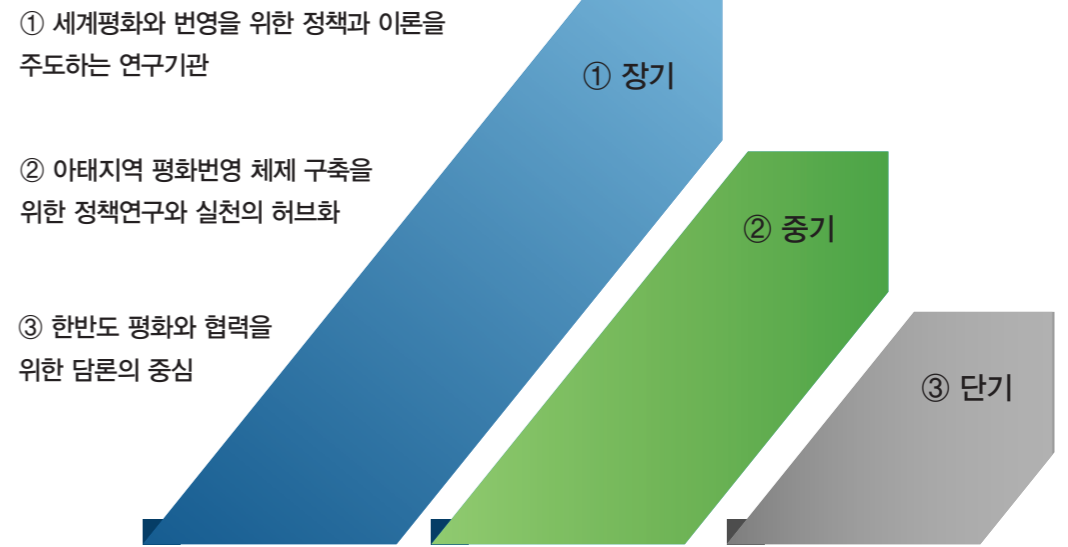 ① 세계평화와 번영을 위한 정책과 이론을
주도하는 연구기관
① 장기
② 아태지역 평화번영 체제 구축을
위한 정책연구와 실천의 허브화
② 중기
③ 한반도 평화와 협력을
위한 담론의 중심
③ 단기